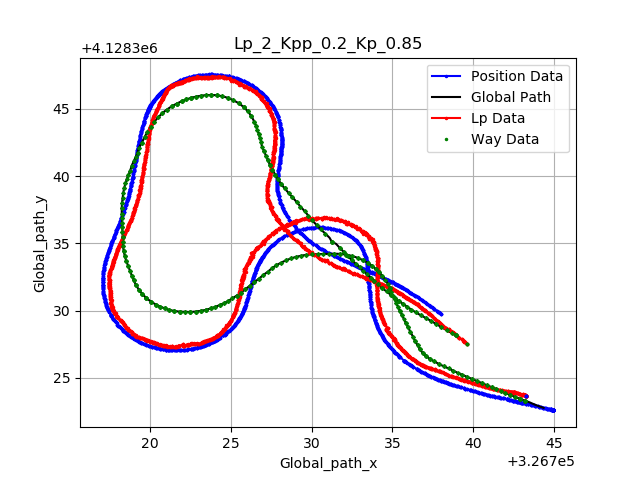 Lp_2_Kpp_0.2_Kp_0.85
+4.1283e6
Position Data
Global Path
Lp Data
Way Data
45
40
35
30
25
Global_path_y
20 25 30 35 40 45
Global_path_x
+3.267e5